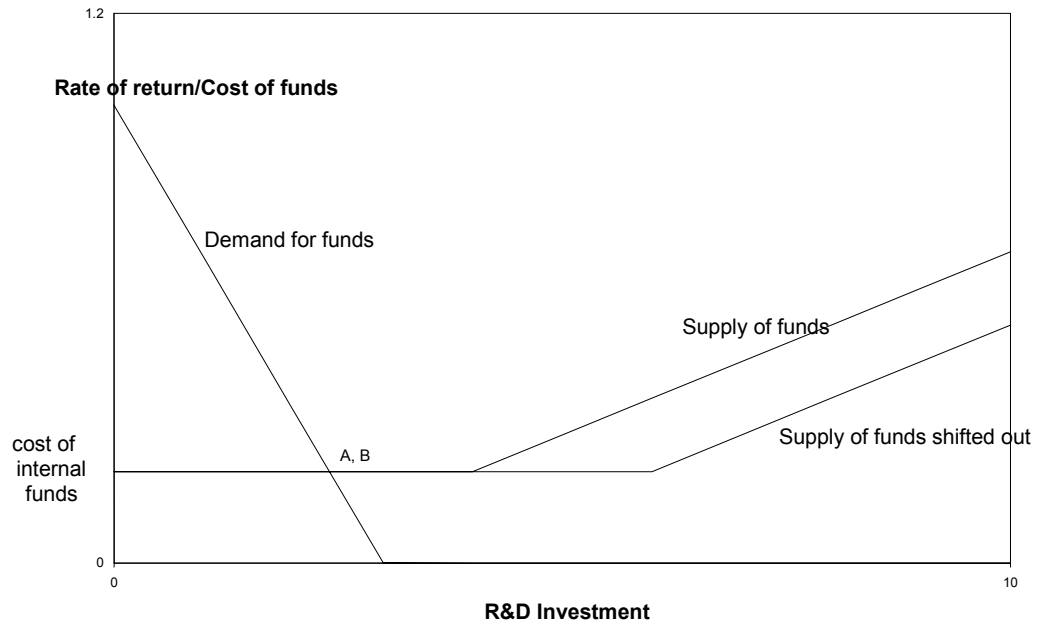 1.2
Rate of return/Cost of funds
Demand for funds
Supply of funds
Supply of funds shifted out
cost of
internal
funds
A, B
0
0
10
R&D Investment